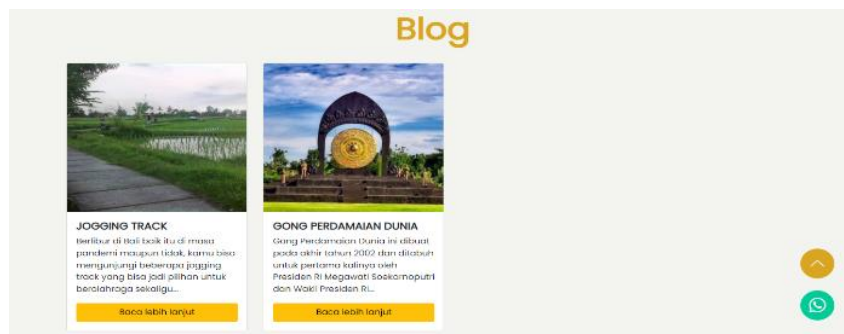 Blog
JOGGING TRACK
Berlibur di Bali baik itu di masa
pandemi maupun tidak, kamu bisa
mengunjungi beberapa jogging
track yang bisa jadi pilihan untuk
berolahraga sekaligu...
Baca lebih lanjut
GONG PERDAMAIAN DUNIA
Gong Perdamaian Dunia ini dibuat
pada akhir tahun 2002 dan ditabuh
untuk pertama kalinya oleh
Presiden RI Megawati Soekarnoputri
dan Wakil Presiden RI...
Baca lebih lanjut